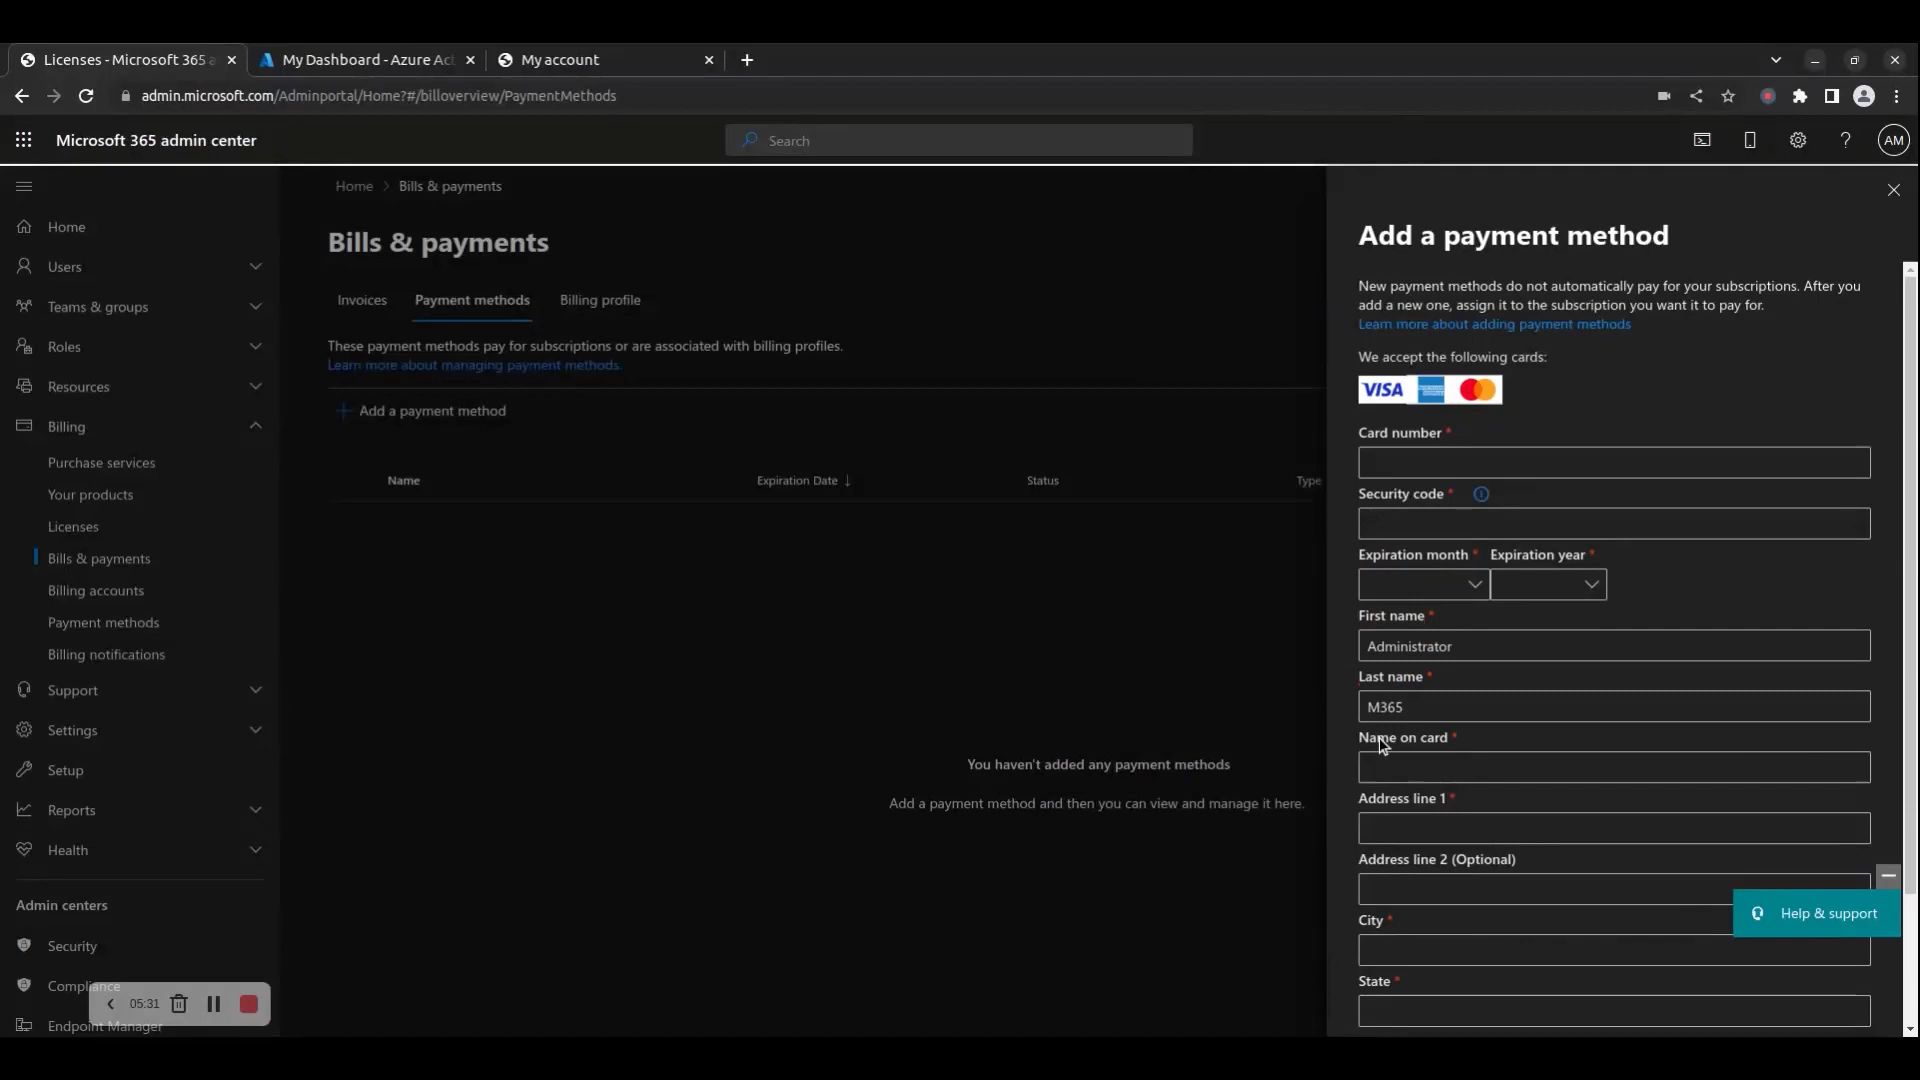 Licenses - Microsoft 365 a
My Dashboard - Azure Act
My account
admin.microsoft.com/Adminportal/Home?#/billoverview/PaymentMethods
Microsoft 365 admin center
Search
AM
Home
Users
Teams & groups
Roles
Resources
Billing
Purchase services
Your products
Licenses
Bills & payments
Billing accounts
Payment methods
Billing notifications
Support
Settings
Setup
Reports
Health
Admin centers
Security
Compliance
Endpoint Manager
05:31
Home > Bills & payments
Bills & payments
Invoices
Payment methods
Billing profile
These payment methods pay for subscriptions or are associated with billing profiles.
Learn more about managing payment methods.
+ Add a payment method
Name
Expiration Date ↓
Status
Type
You haven't added any payment methods
Add a payment method and then you can view and manage it here.
Add a payment method
New payment methods do not automatically pay for your subscriptions. After you
add a new one, assign it to the subscription you want it to pay for.
Learn more about adding payment methods
We accept the following cards:
VISA
Card number *
Security code *
Expiration month * Expiration year *
First name *
Administrator
Last name *
M365
Name on card *
Address line 1 *
Address line 2 (Optional)
City *
State *
Help & support